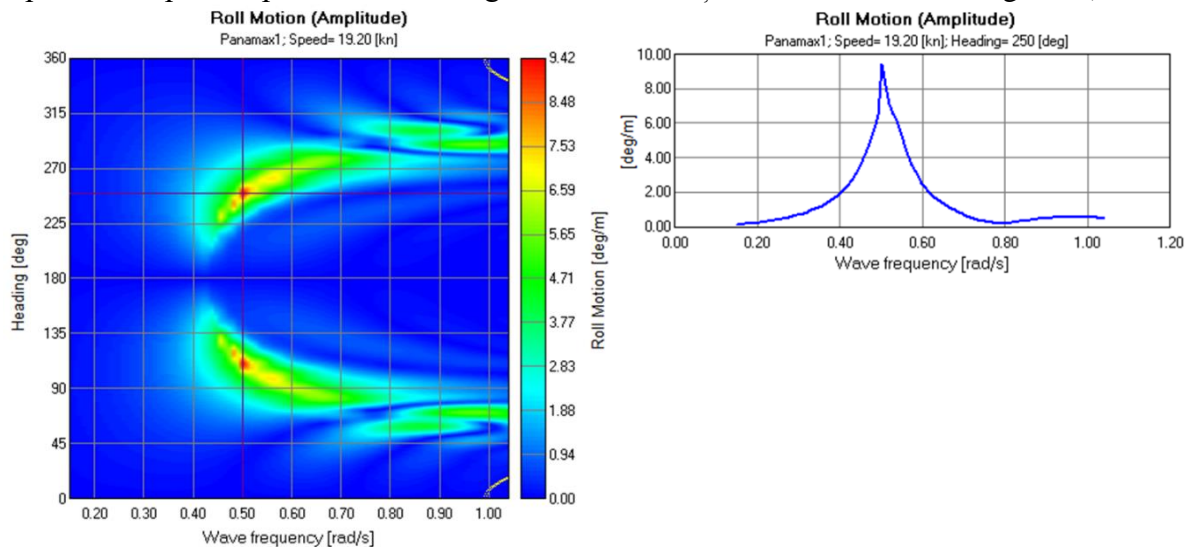 Roll Motion (Amplitude)
Panamax1; Speed= 19.20 [kn]
360
315
270
225
180
135
90
45
0
Heading [deg]
0.20 0.30 0.40 0.50 0.60 0.70 0.80 0.90 1.00
Wave frequency [rad/s]
9.42
8.48
7.53
6.59
5.65
4.71
3.77
2.83
1.88
0.94
0.00
Roll Motion [deg/m]
Roll Motion (Amplitude)
Panamax1; Speed= 19.20 [kn]; Heading= 250 [deg]
10.00
8.00
6.00
4.00
2.00
0.00
[deg/m]
0.00 0.20 0.40 0.60 0.80 1.00 1.20
Wave frequency [rad/s]